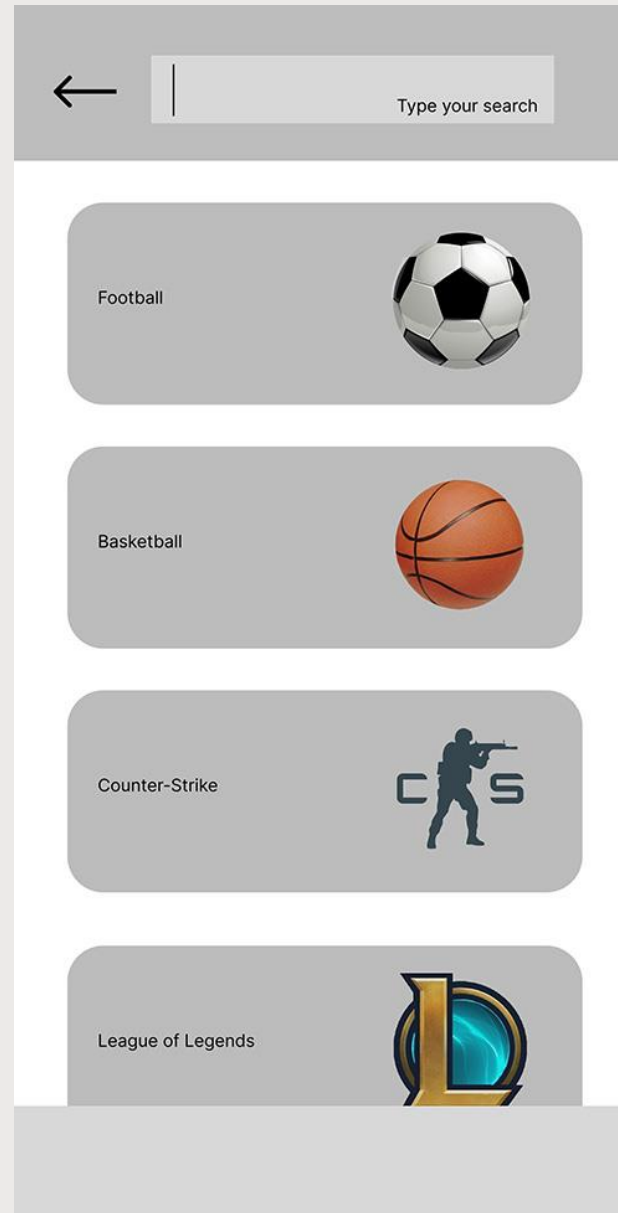 Type your search
Football
Basketball
Counter-Strike
C S
League of Legends
L